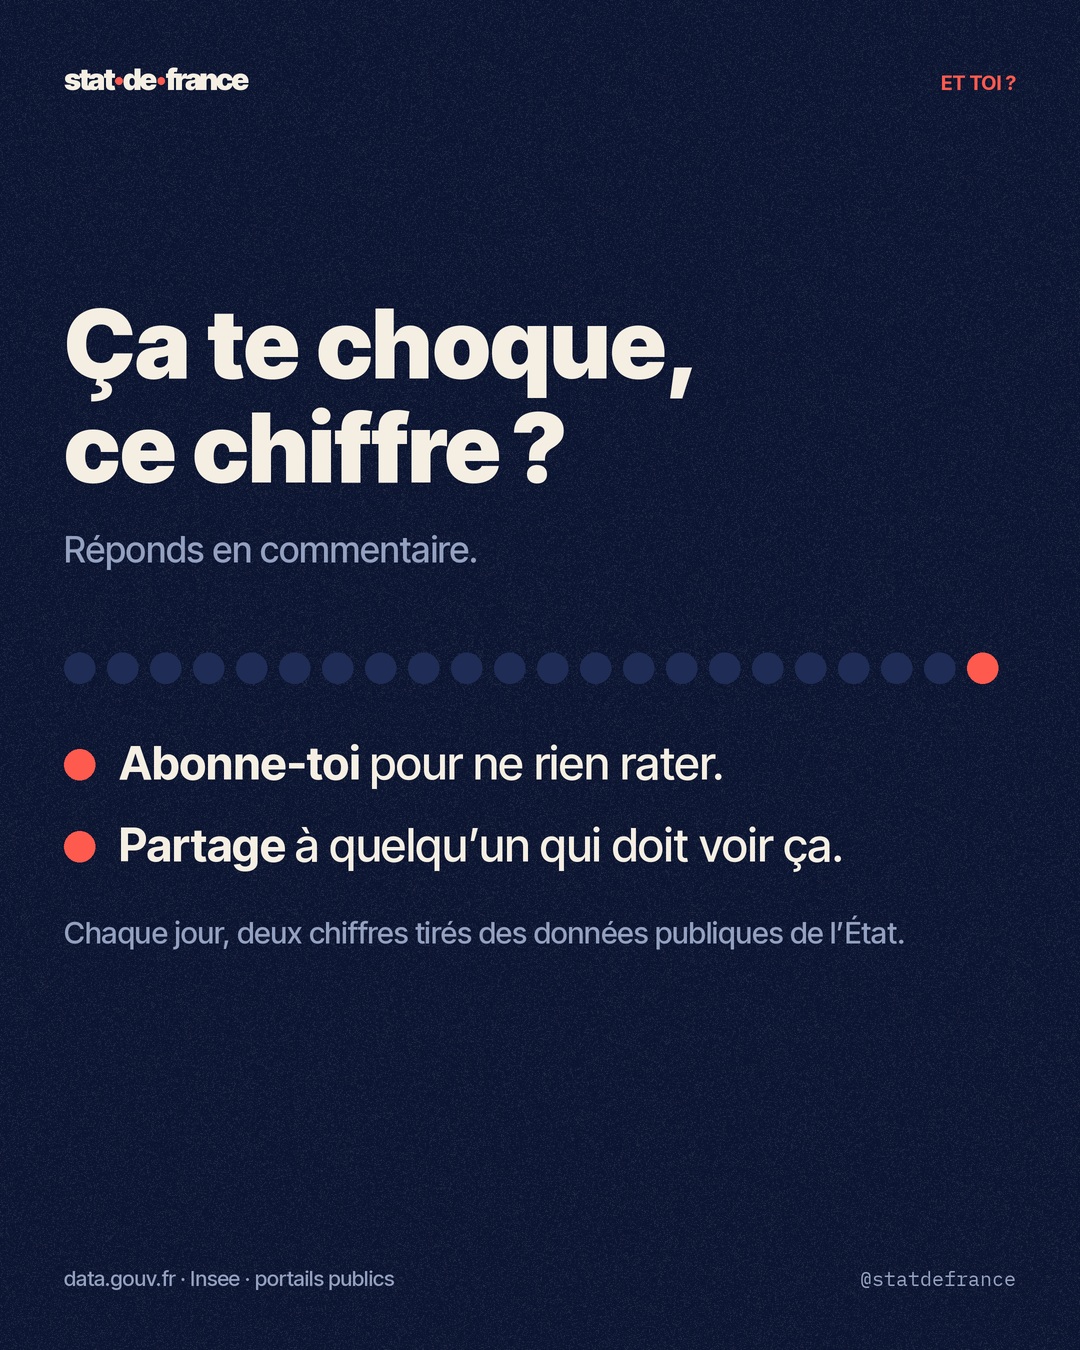 stat•de•france
ET TOI ?
Ça te choque,
ce chiffre ?
Réponds en commentaire.
Abonne-toi pour ne rien rater.
Partage à quelqu’un qui doit voir ça.
Chaque jour, deux chiffres tirés des données publiques de l’État.
data.gouv.fr · Insee · portails publics
@statdefrance